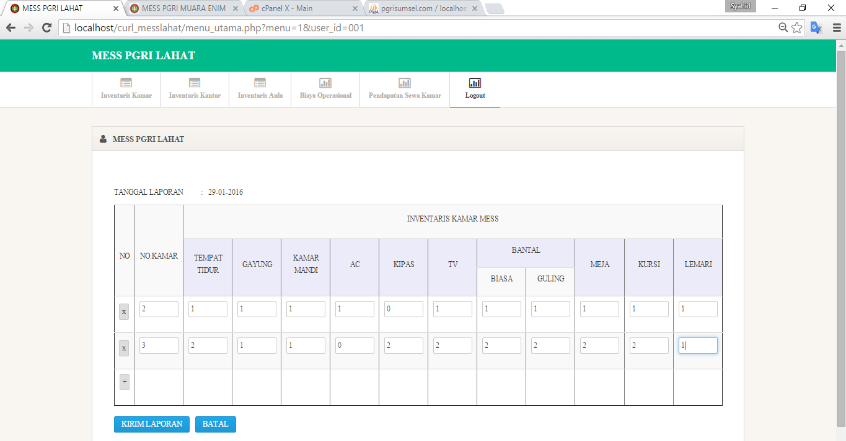 MESS PGRI LAHAT
MESS PGRI MUARA ENIM
cPanel X - Main
pgrisumsel.com / localhos
localhost/curl_messlahat/menu_utama.php?menu=1&user_id=001
MESS PGRI LAHAT
Inventaris Kamar
Inventaris Kantor
Inventaris Aula
Biaya Operasional
Pendapatan Sewa Kamar
Logout
MESS PGRI LAHAT
TANGGAL LAPORAN : 29-01-2016
INVENTARIS KAMAR MESS
NO NO KAMAR TEMPAT TIDUR GAYUNG KAMAR MANDI AC KIPAS TV BANTAL MEJA KURSI LEMARI
BIASA GULING
x 2 1 1 1 1 0 1 1 1 1 1 1
x 3 2 1 1 0 2 2 2 2 2 2 1
+
KIRIM LAPORAN BATAL